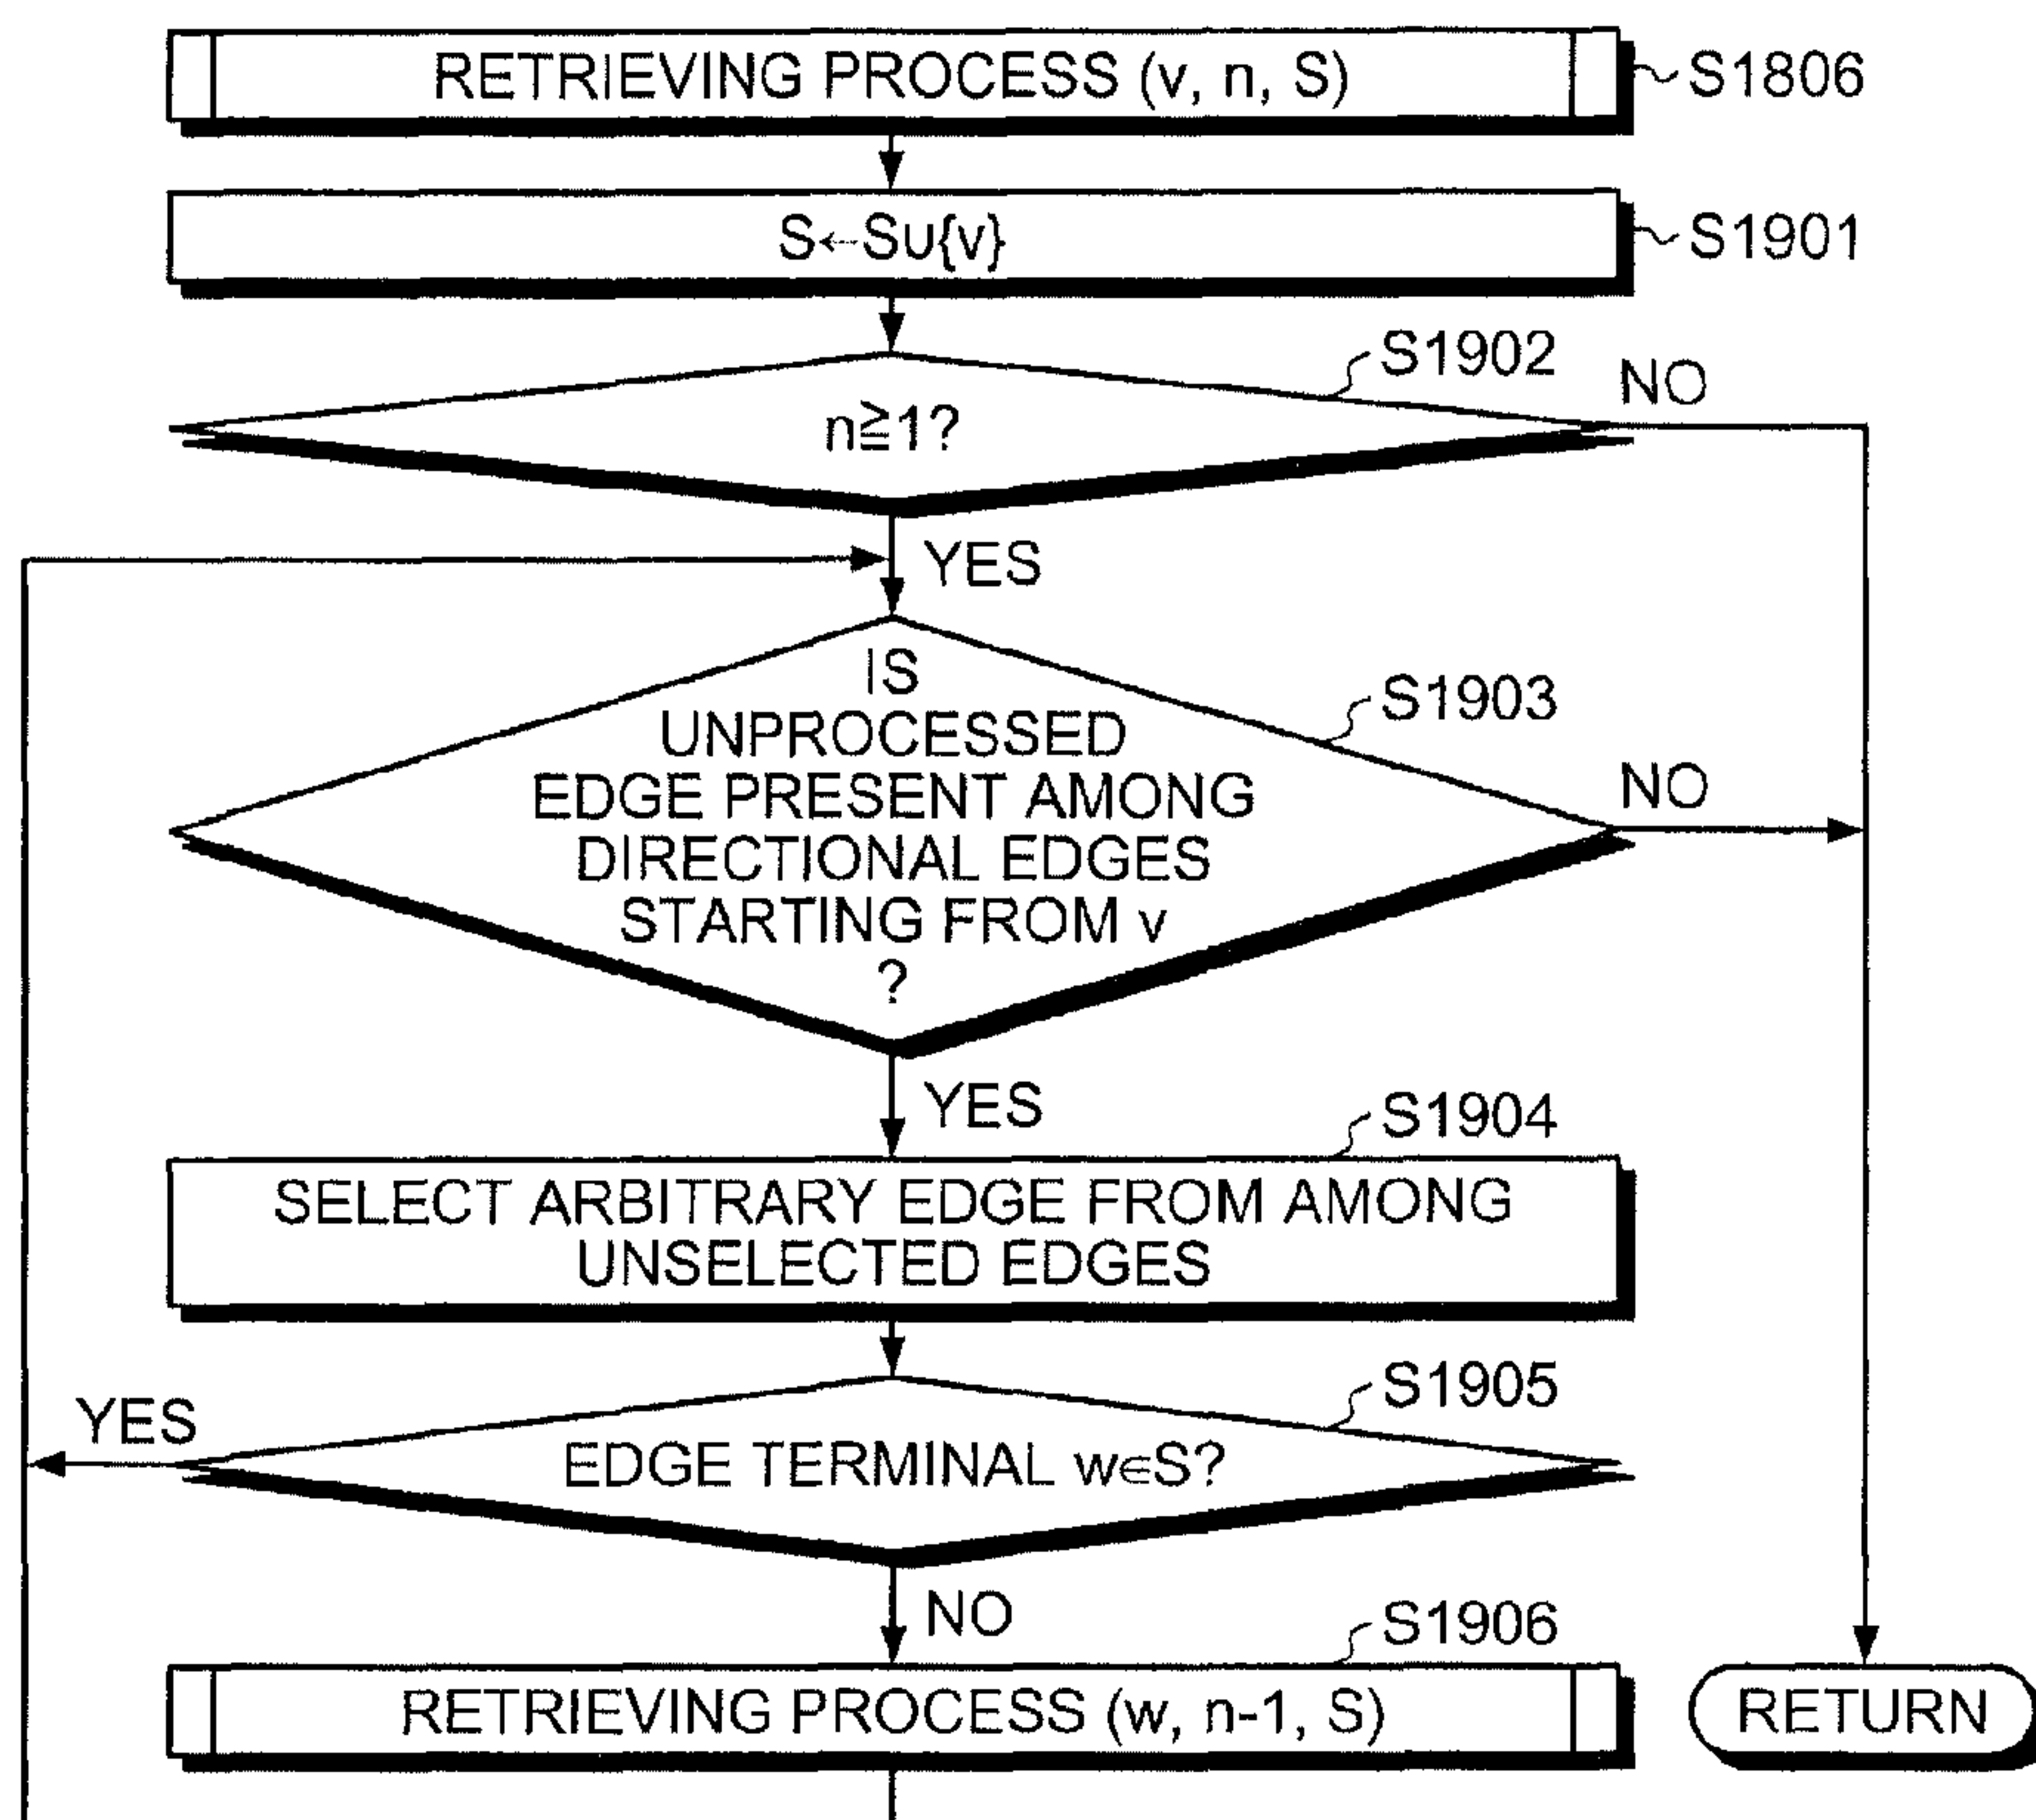 RETRIEVING PROCESS (v, n, S)
S1806
S←S∪{v}
S1901
S1902
NO
n≧1?
YES
IS
UNPROCESSED
EDGE PRESENT AMONG
DIRECTIONAL EDGES
STARTING FROM v
?
S1903
NO
YES
S1904
SELECT ARBITRARY EDGE FROM AMONG
UNSELECTED EDGES
S1905
YES
EDGE TERMINAL w∈S?
NO
S1906
RETRIEVING PROCESS (w, n-1, S)
RETURN